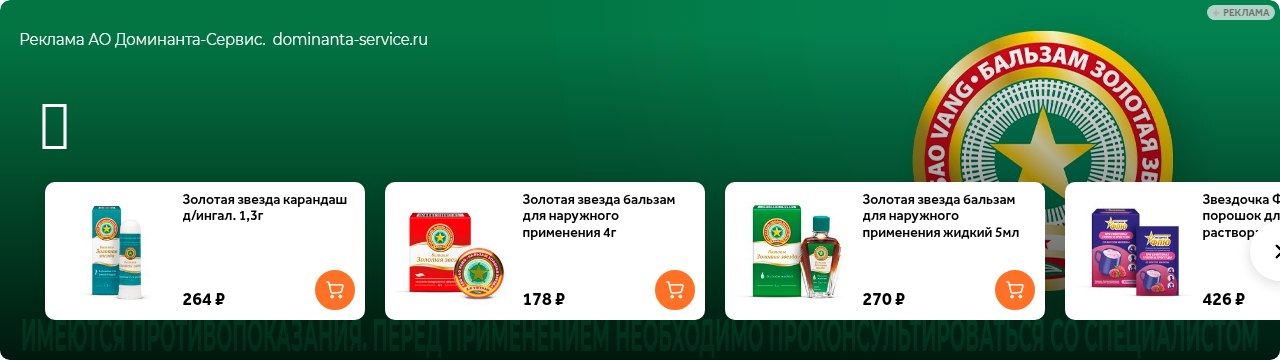 РЕКЛАМА
Реклама АО Доминанта-Сервис. dominanta-service.ru
BAO VANG • БАЛЬЗАМ ЗОЛОТАЯ
Золотая звезда карандаш
д/ингал. 1,3г
264 ₽
Золотая звезда бальзам
для наружного
применения 4г
178 ₽
Золотая звезда бальзам
для наружного
применения жидкий 5мл
270 ₽
Звездочка
порошок
426 ₽
ИМЕЮТСЯ ПРОТИВОПОКАЗАНИЯ. ПЕРЕД ПРИМЕНЕНИЕМ НЕОБХОДИМО ПРОКОНСУЛЬТИРОВАТЬСЯ СО СПЕЦИАЛИСТОМ